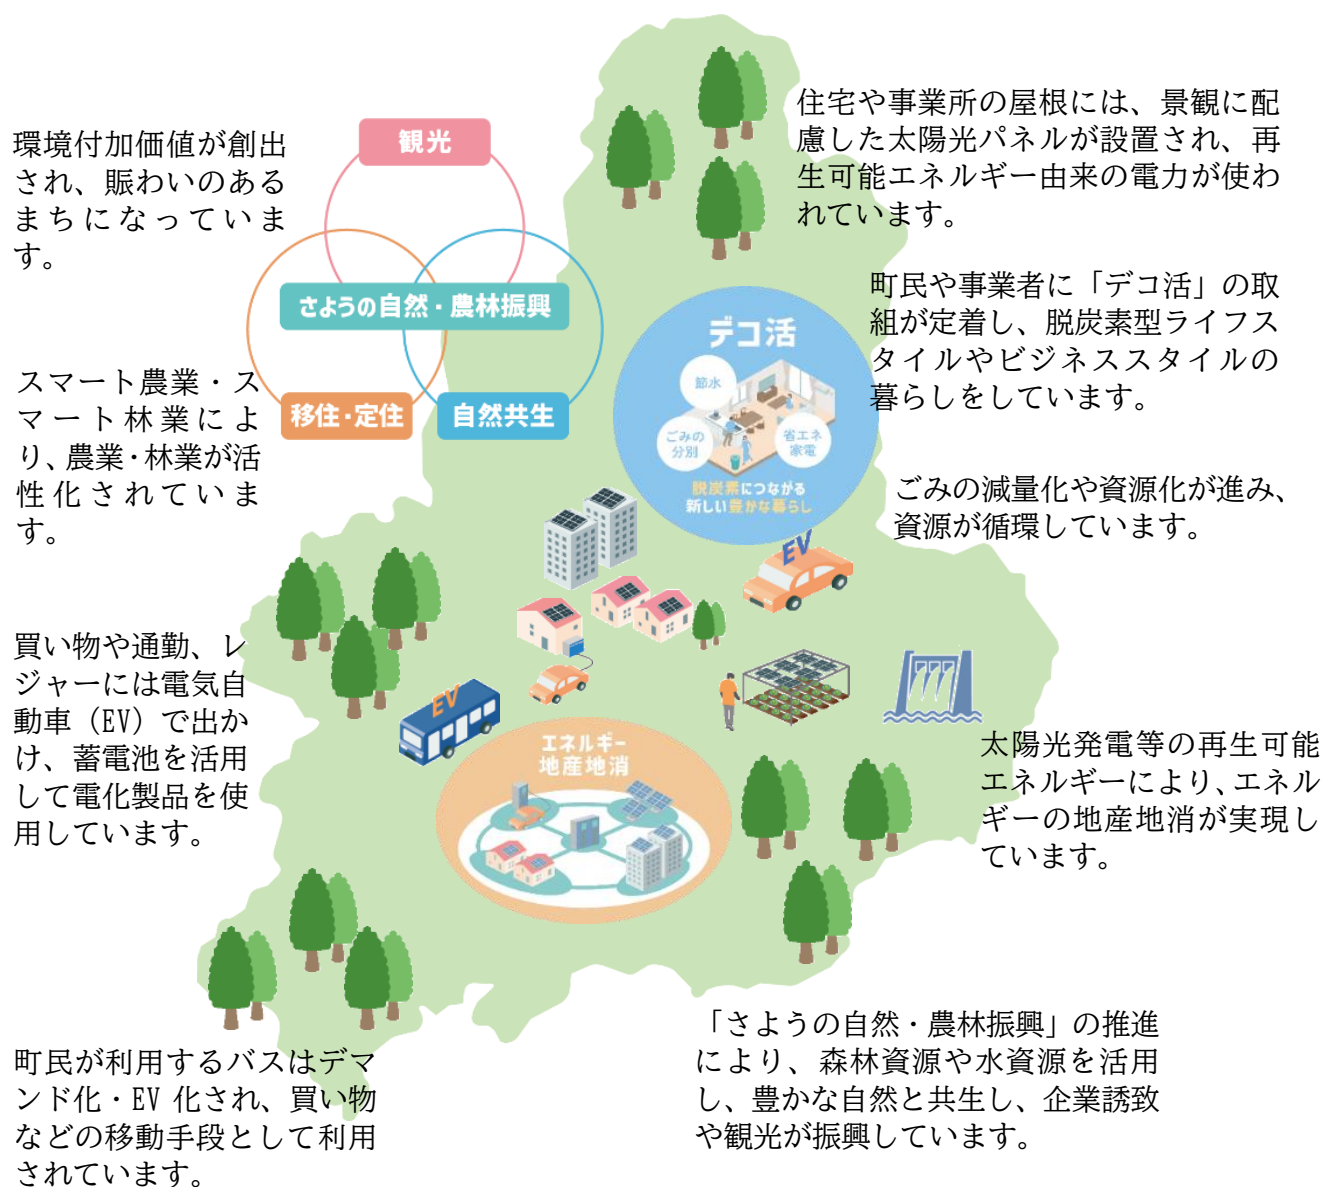 環境付加価値が創出
され、賑わいのある
まちになっていま
す。
観光
さようの自然・農林振興
移住・定住
自然共生
住宅や事業所の屋根には、景観に配
慮した太陽光パネルが設置され、再
生可能エネルギー由来の電力が使わ
れています。
町民や事業者に「デコ活」の取
組が定着し、脱炭素型ライフス
タイルやビジネススタイルの
暮らしをしています。
デコ活
節水
ごみの
分別
省エネ
家電
脱炭素につながる
新しい豊かな暮らし
スマート農業・ス
マート林業によ
り、農業・林業が活
性化されていま
す。
ごみの減量化や資源化が進み、
資源が循環しています。
EV
買い物や通勤、レ
ジャーには電気自
動車（EV）で出か
け、蓄電池を活用
して電化製品を使
用しています。
EV
エネルギー
地産地消
太陽光発電等の再生可能
エネルギーにより、エネル
ギーの地産地消が実現し
ています。
町民が利用するバスはデマ
ンド化・EV 化され、買い物
などの移動手段として利用
されています。
「さようの自然・農林振興」の推進
により、森林資源や水資源を活用
し、豊かな自然と共生し、企業誘致
や観光が振興しています。